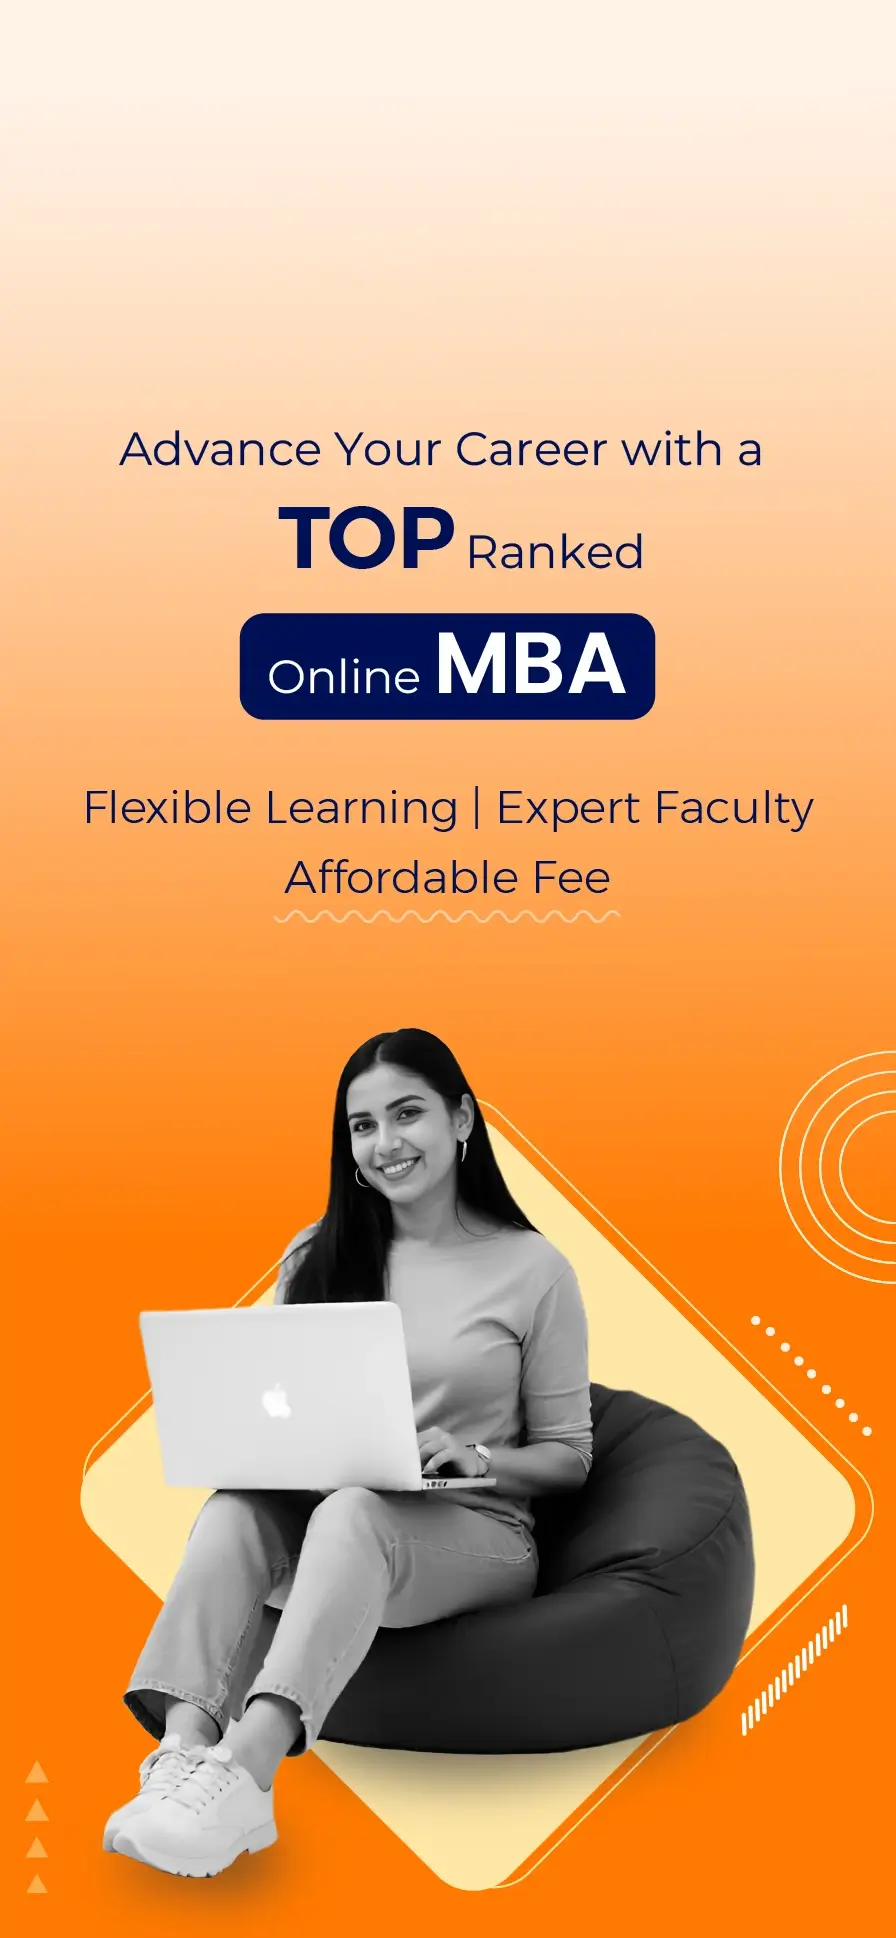 Advance Your Career with a
TOP Ranked
Online MBA
Flexible Learning | Expert Faculty
Affordable Fee